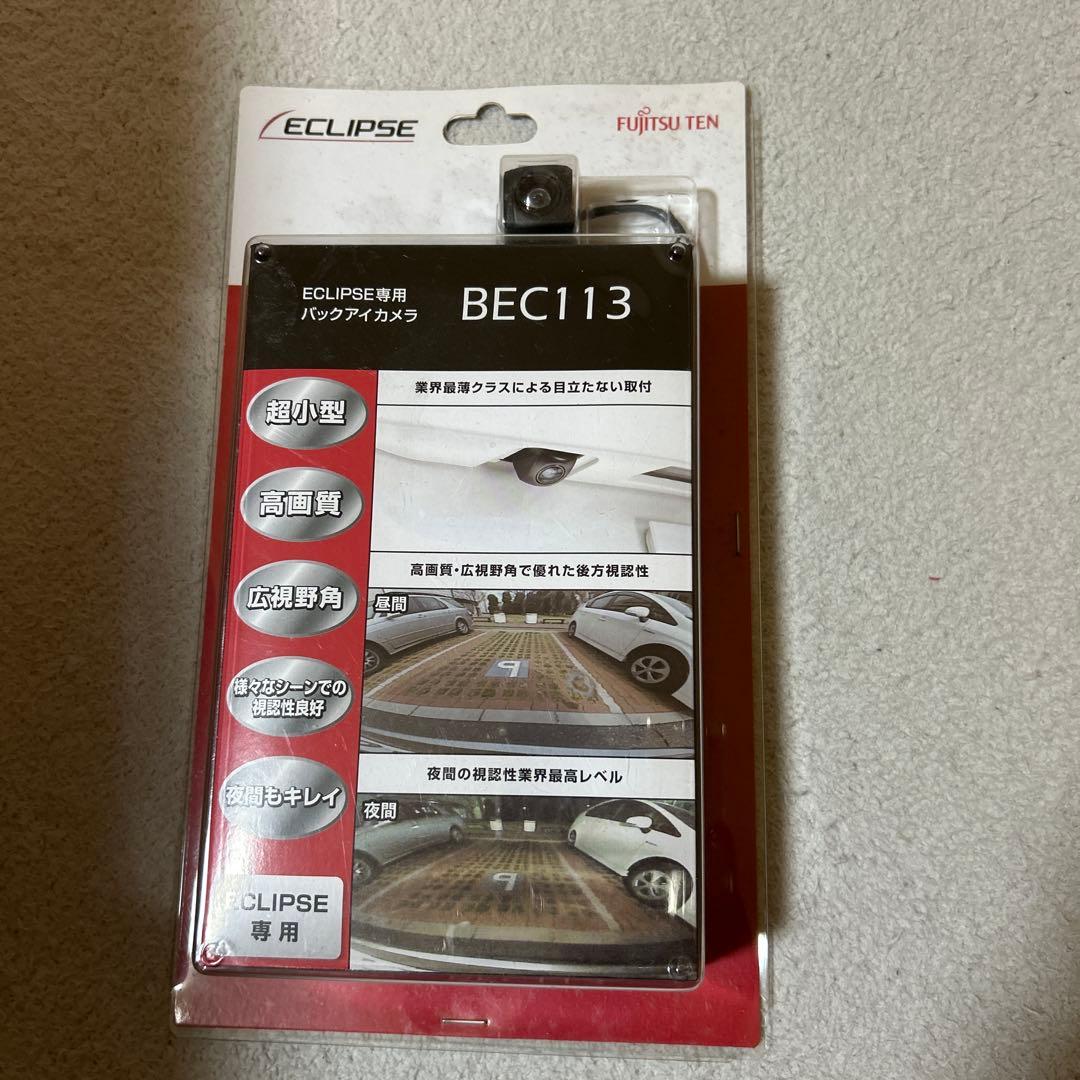 ECLIPSE
FUJITSU TEN
ECLIPSE専用
バックアイカメラ
BEC113
超小型
高画質
広視野角
様々なシーンでの
視認性良好
夜間もキレイ
ECLIPSE
専用
業界最薄クラスによる目立たない取付
高画質・広視野角で優れた後方視認性
昼間
P
夜間の視認性業界最高レベル
夜間
P